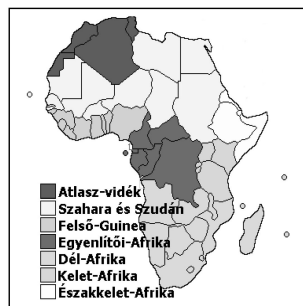 Atlasz-vidék
Szahara és Szudán
Felső-Guinea
Egyenlítői-Afrika
Dél-Afrika
Kelet-Afrika
Északkelet-Afrika